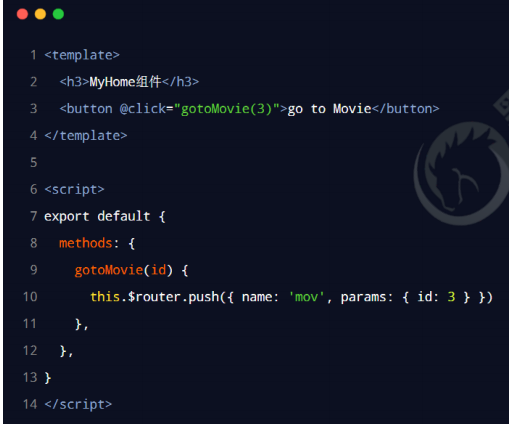 1 <template>
2   <h3>MyHome组件</h3>
3   <button @click="gotoMovie(3)">go to Movie</button>
4 </template>
5
6 <script>
7 export default {
8   methods: {
9     gotoMovie(id) {
10       this.$router.push({ name: 'mov', params: { id: 3 } })
11     },
12   },
13 }
14 </script>